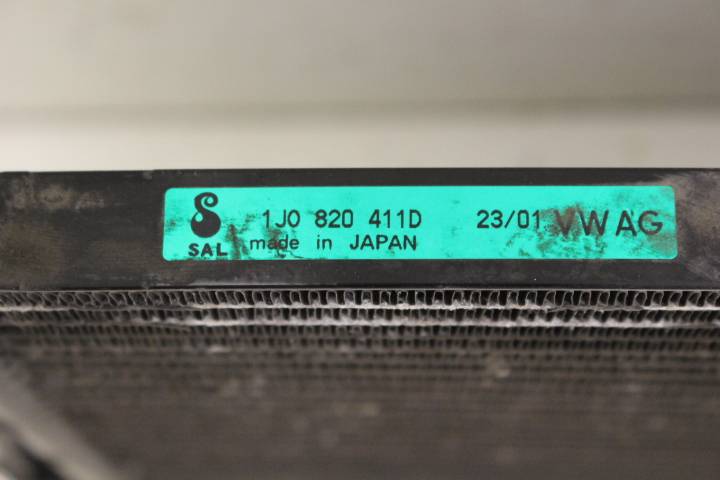 1J0 820 411D 23/01 VW AG
SAL made in JAPAN